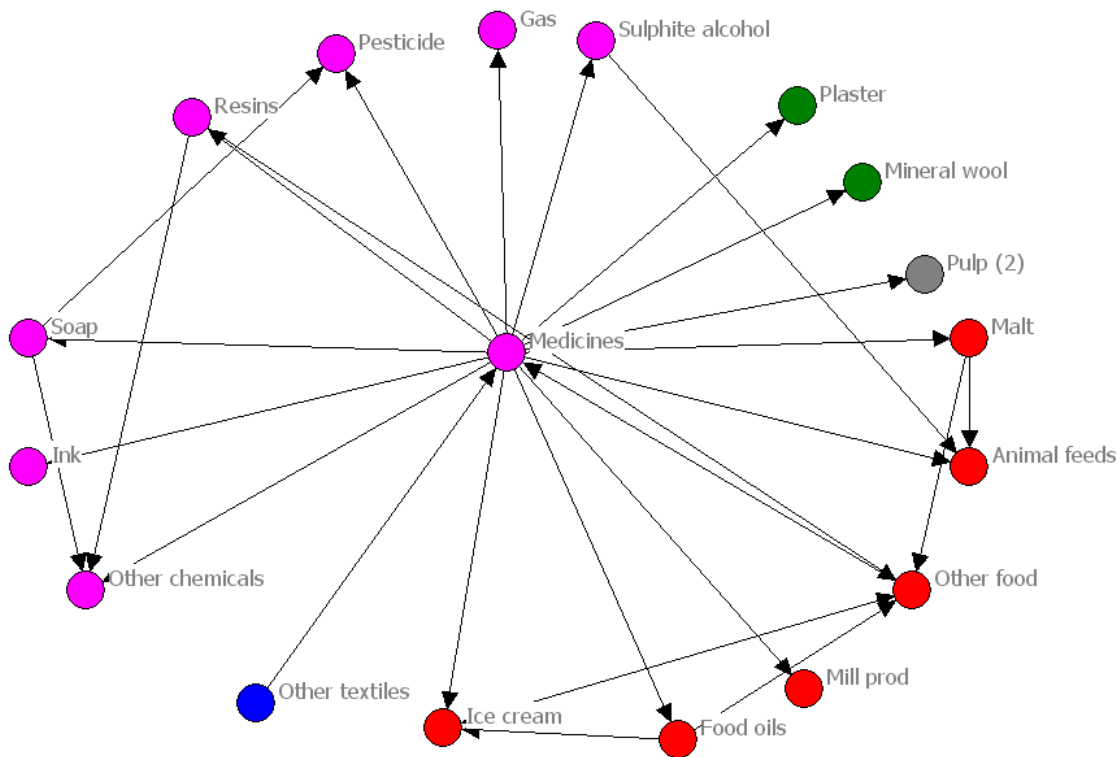 Gas
Sulphite alcohol
Pesticide
Plaster
Resins
Mineral wool
Pulp (2)
Soap
Malt
Medicines
Ink
Animal feeds
Other chemicals
Other food
Mill prod
Other textiles
Ice cream
Food oils